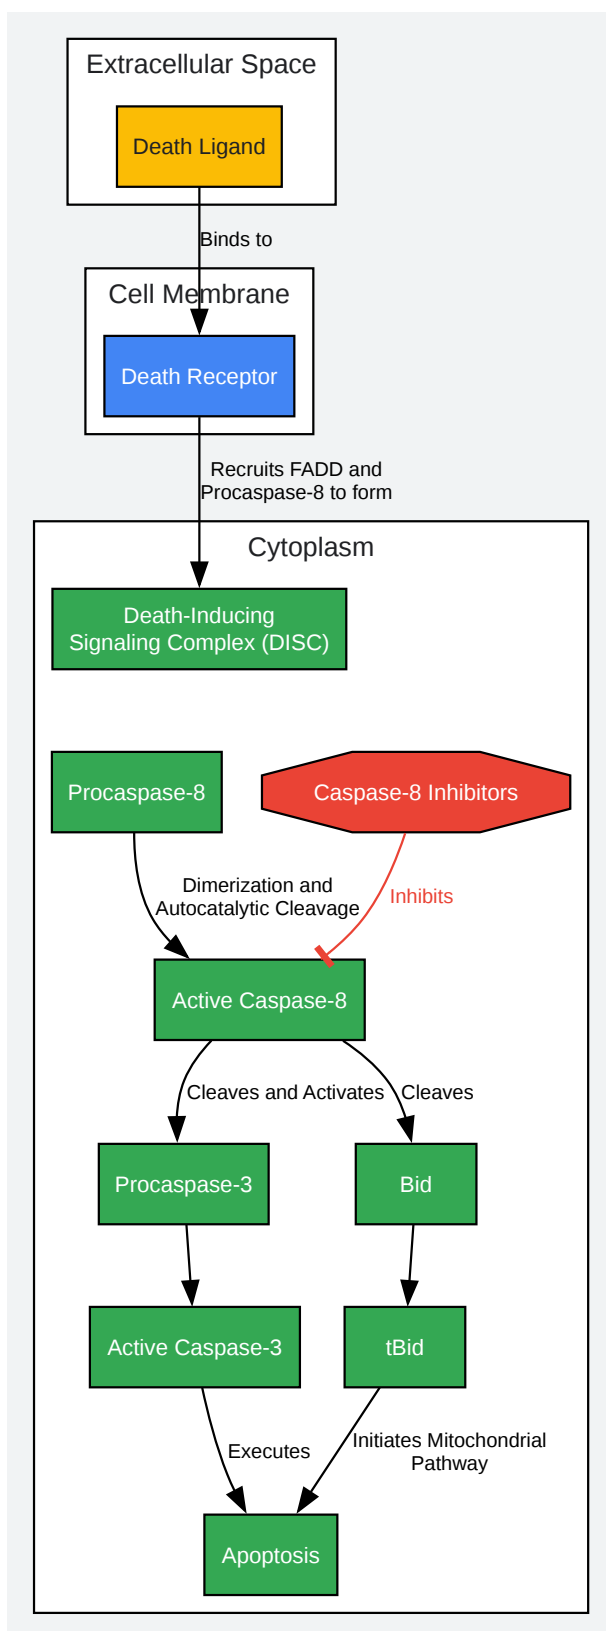 Extracellular Space
Death Ligand
Binds to
Cell Membrane
Death Receptor
Recruits FADD and
Procaspase-8 to form
Cytoplasm
Death-Inducing
Signaling Complex (DISC)
Procaspase-8
Caspase-8 Inhibitors
Dimerization and
Autocatalytic Cleavage
Inhibits
Active Caspase-8
Cleaves and Activates
Cleaves
Procaspase-3
Bid
Active Caspase-3
tBid
Executes
Initiates Mitochondrial
Pathway
Apoptosis